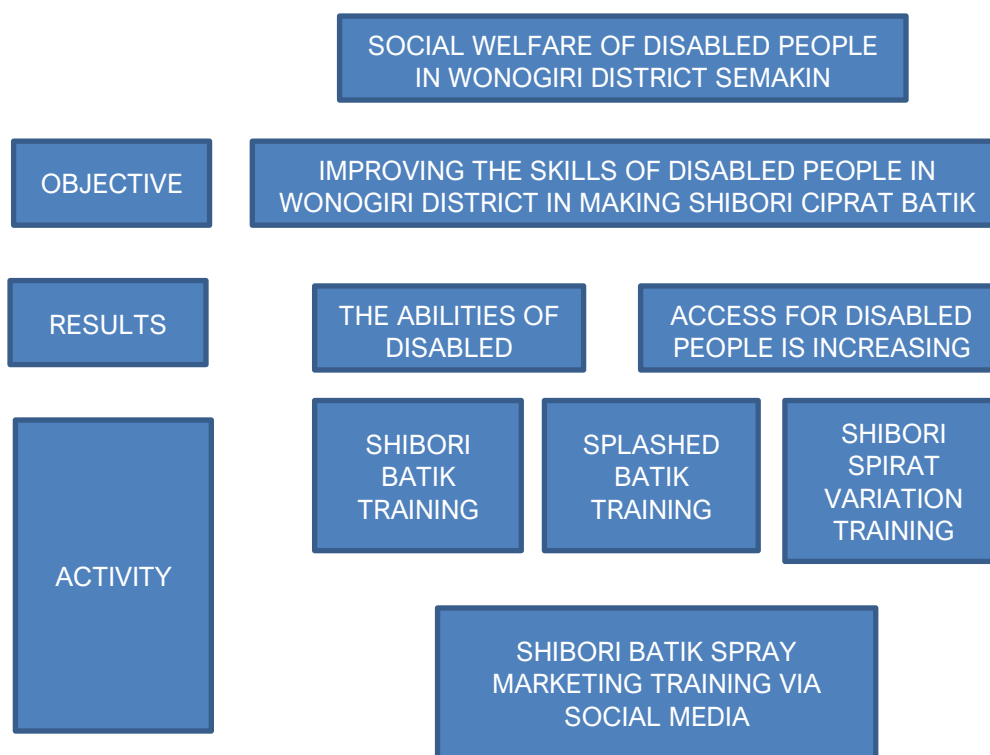 SOCIAL WELFARE OF DISABLED PEOPLE
IN WONOGIRI DISTRICT SEMAKIN
OBJECTIVE
IMPROVING THE SKILLS OF DISABLED PEOPLE IN
WONOGIRI DISTRICT IN MAKING SHIBORI CIPRAT BATIK
RESULTS
THE ABILITIES OF
DISABLED
ACCESS FOR DISABLED
PEOPLE IS INCREASING
ACTIVITY
SHIBORI
BATIK
TRAINING
SPLASHED
BATIK
TRAINING
SHIBORI
SPIRAT
VARIATION
TRAINING
SHIBORI BATIK SPRAY
MARKETING TRAINING VIA
SOCIAL MEDIA